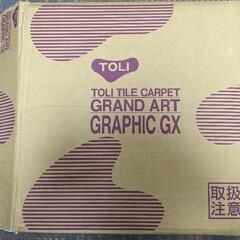 TOLI
TOLI TILE CARPET
GRAND ART
GRAPHIC GX
取扱
注意